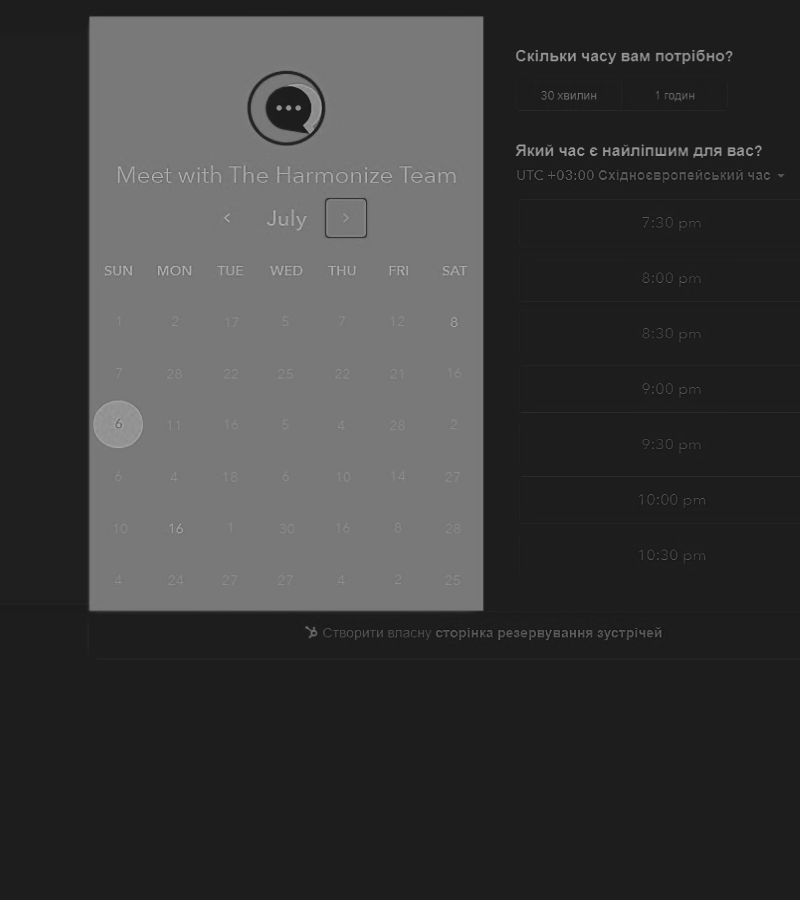 Meet with The Harmonize Team
July
SUN MON TUE WED THU FRI SAT
1 2 17 5 7 12 8
7 28 22 25 22 21 16
6 11 16 5 4 28 2
6 4 18 6 10 14 27
10 16 1 30 16 8 28
4 24 27 27 4 2 25
Скільки часу вам потрібно?
30 хвилин 1 годин
Який час є найліпшим для вас?
UTC +03:00 Східноєвропейський час
7:30 pm
8:00 pm
8:30 pm
9:00 pm
9:30 pm
10:00 pm
10:30 pm
Створити власну сторінка резервування зустрічей